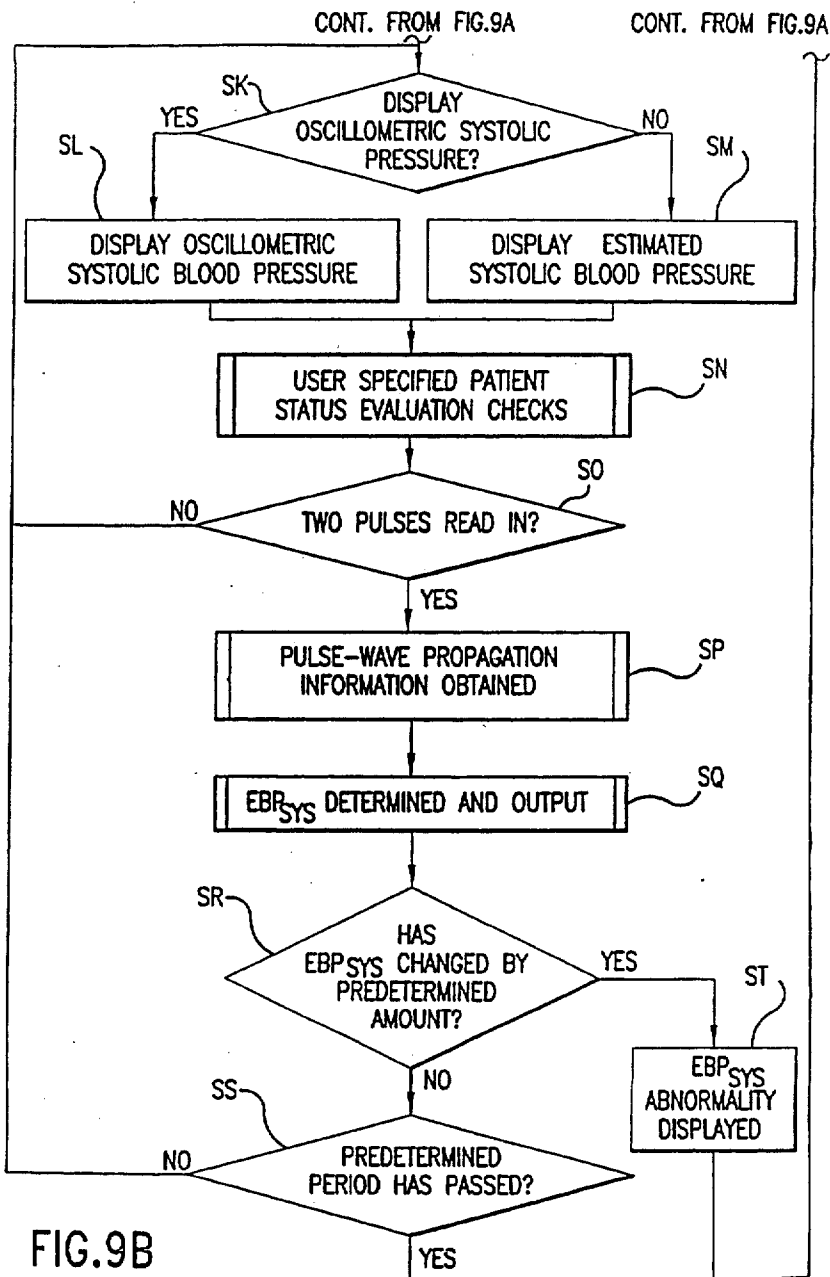 CONT. FROM FIG.9A
CONT. FROM FIG.9A
SK
DISPLAY
OSCILLOMETRIC SYSTOLIC
PRESSURE?
YES
NO
SL
SM
DISPLAY OSCILLOMETRIC
SYSTOLIC BLOOD PRESSURE
DISPLAY ESTIMATED
SYSTOLIC BLOOD PRESSURE
USER SPECIFIED PATIENT
STATUS EVALUATION CHECKS
SN
SO
NO
TWO PULSES READ IN?
YES
PULSE-WAVE PROPAGATION
INFORMATION OBTAINED
SP
EBPSYS DETERMINED AND OUTPUT
SQ
SR
HAS
EBPSYS CHANGED BY
PREDETERMINED
AMOUNT?
YES
ST
NO
EBPSYS
ABNORMALITY
DISPLAYED
SS
NO
PREDETERMINED
PERIOD HAS PASSED?
YES
FIG.9B